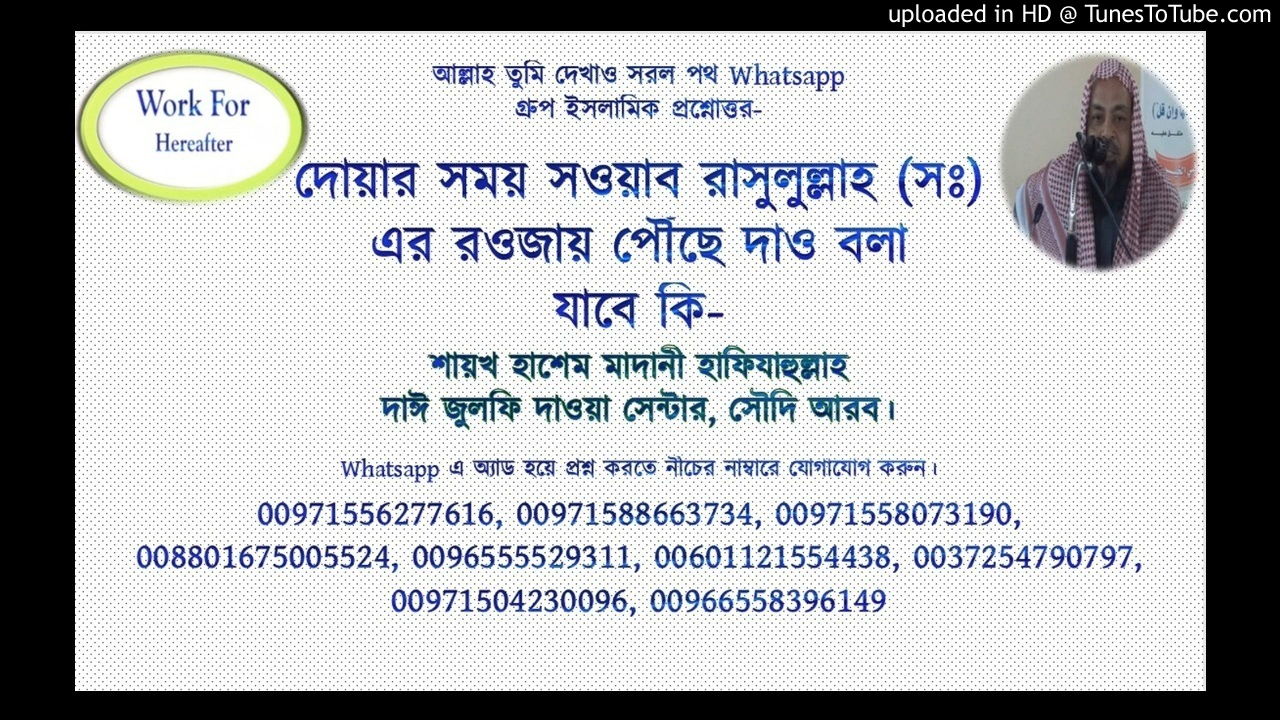 uploaded in HD @ TunesToTube.com
Work For
Hereafter
আল্লাহ তুমি দেখাও সরল পথ Whatsapp
গ্রুপ ইসলামিক প্রশ্নোত্তর-
দোয়ার সময় সওয়াব রাসুলুল্লাহ (সঃ)
এর রওজায় পৌঁছে দাও বলা
যাবে কি-
শায়খ হাশেম মাদানী হাফিযাহুল্লাহ
দাঈ জুলফি দাওয়া সেন্টার, সৌদি আরব।
Whatsapp এ অ্যাড হয়ে প্রশ্ন করতে নীচের নাম্বারে যোগাযোগ করুন।
00971556277616, 00971588663734, 00971558073190,
008801675005524, 0096555529311, 00601121554438, 0037254790797,
00971504230096, 00966558396149